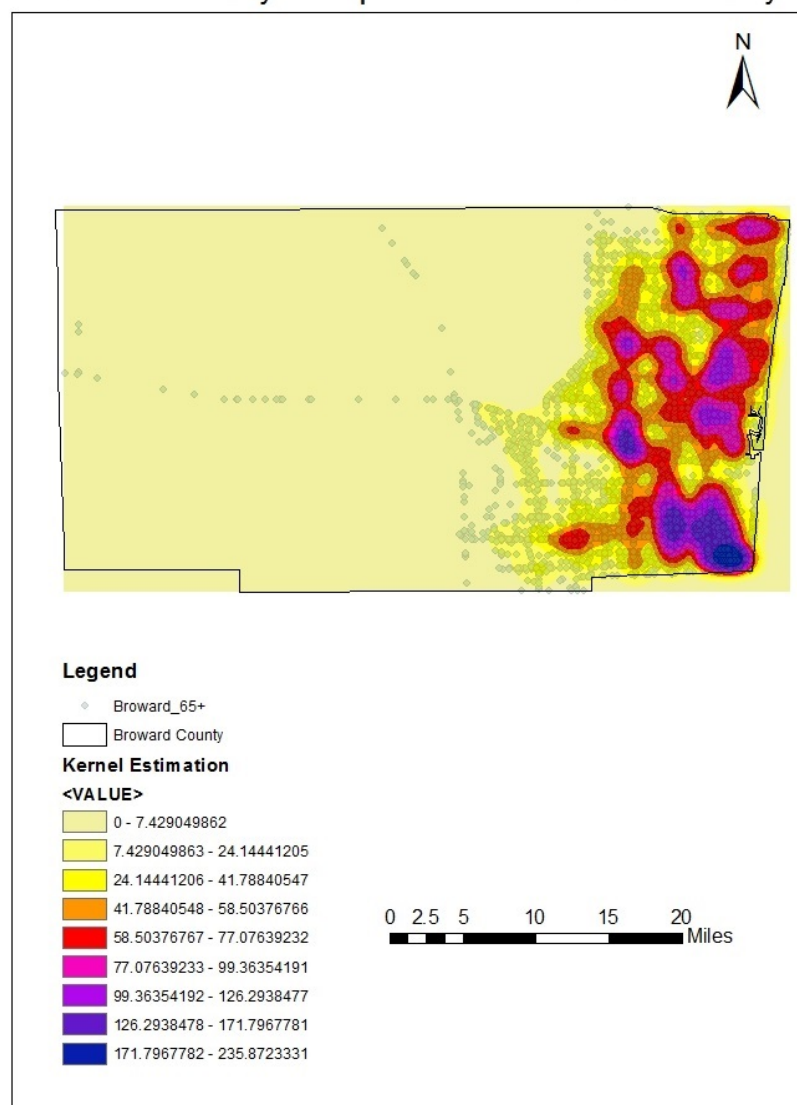 N
Legend
Broward_65+
Broward County
Kernel Estimation
<VALUE>
0 - 7.429049862
7.429049863 - 24.14441205
24.14441206 - 41.78840547
41.78840548 - 58.50376766
58.50376767 - 77.07639232
77.07639233 - 99.36354191
99.36354192 - 126.2938477
126.2938478 - 171.7967781
171.7967782 - 235.8723331
0 2.5 5 10 15 20
Miles